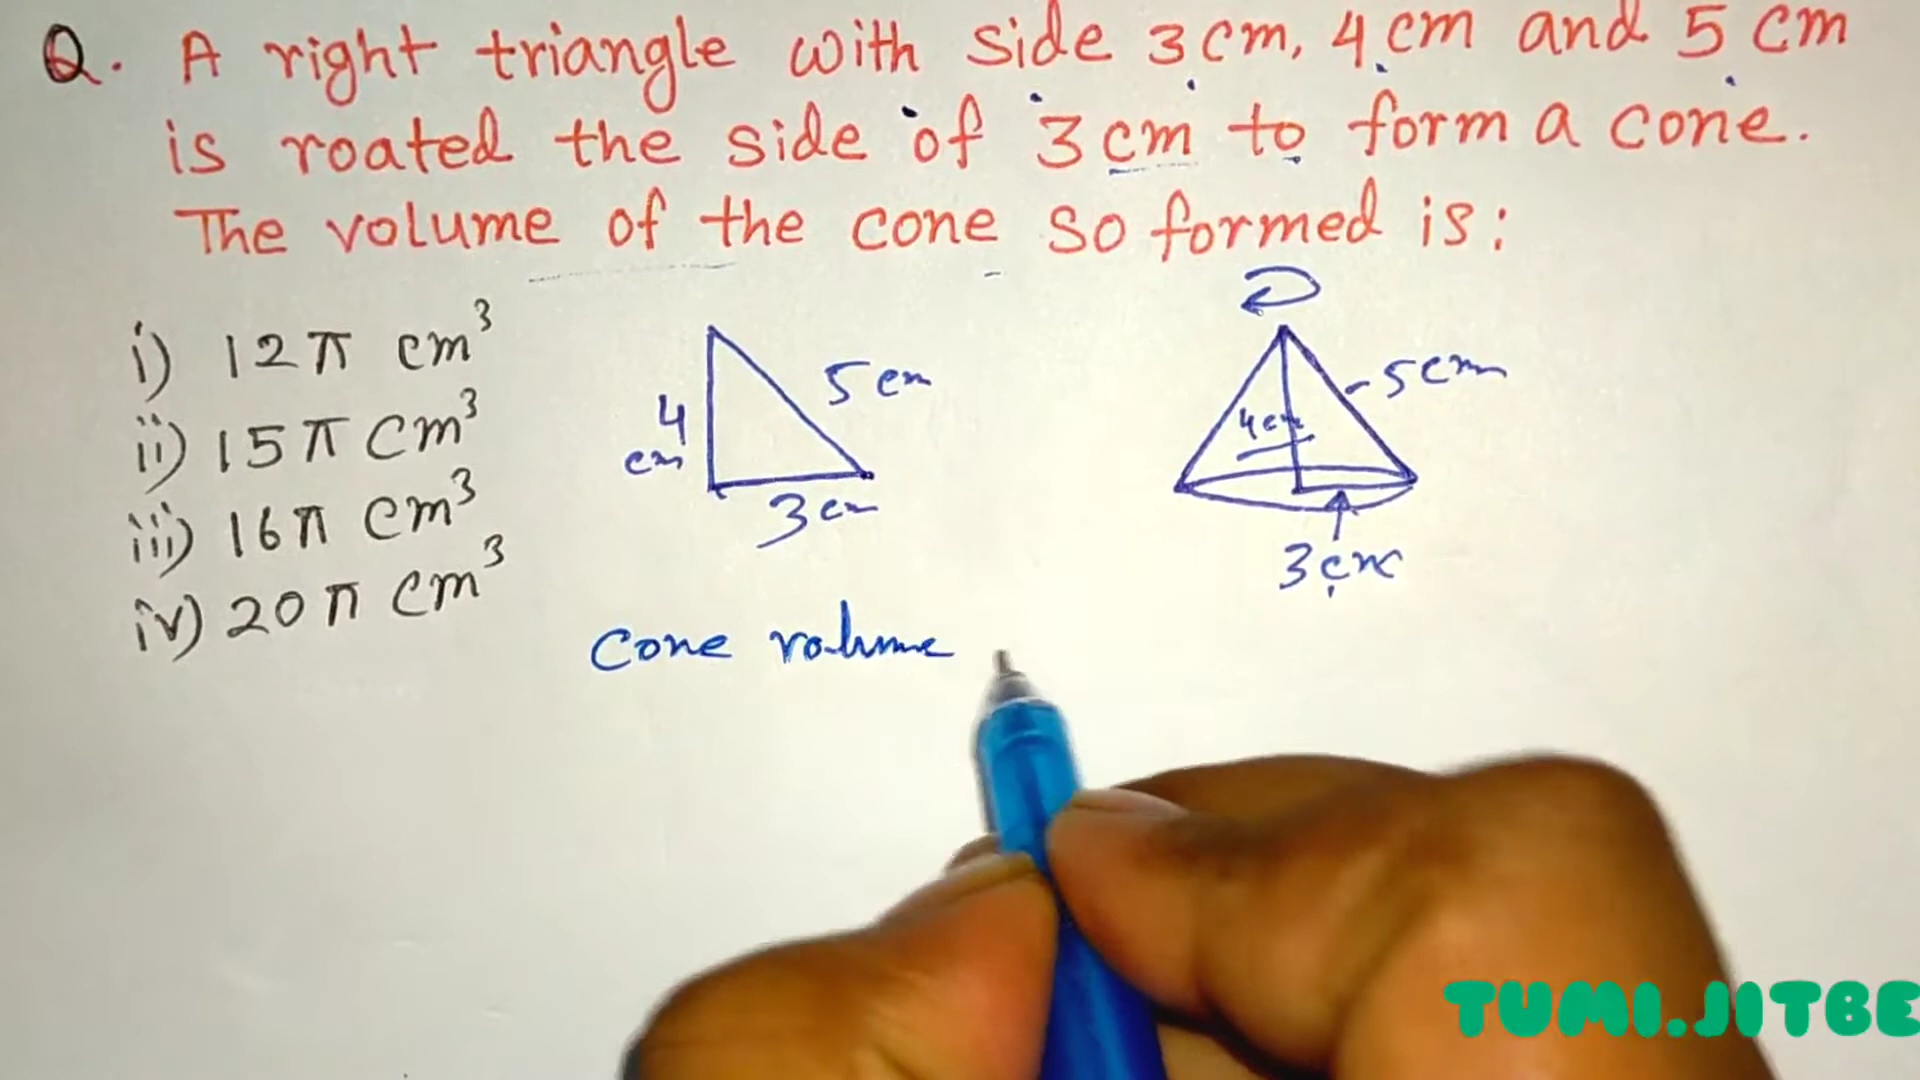 Q. A right triangle with side 3cm, 4cm and 5cm
is roated the side of 3cm to form a cone.
The volume of the cone so formed is:
i) 12π cm³
ii) 15π cm³
iii) 16π cm³
iv) 20π cm³
4
cm
5cm
3cm
4cm
5cm
3cm
cone volume
TUMI.JITBE